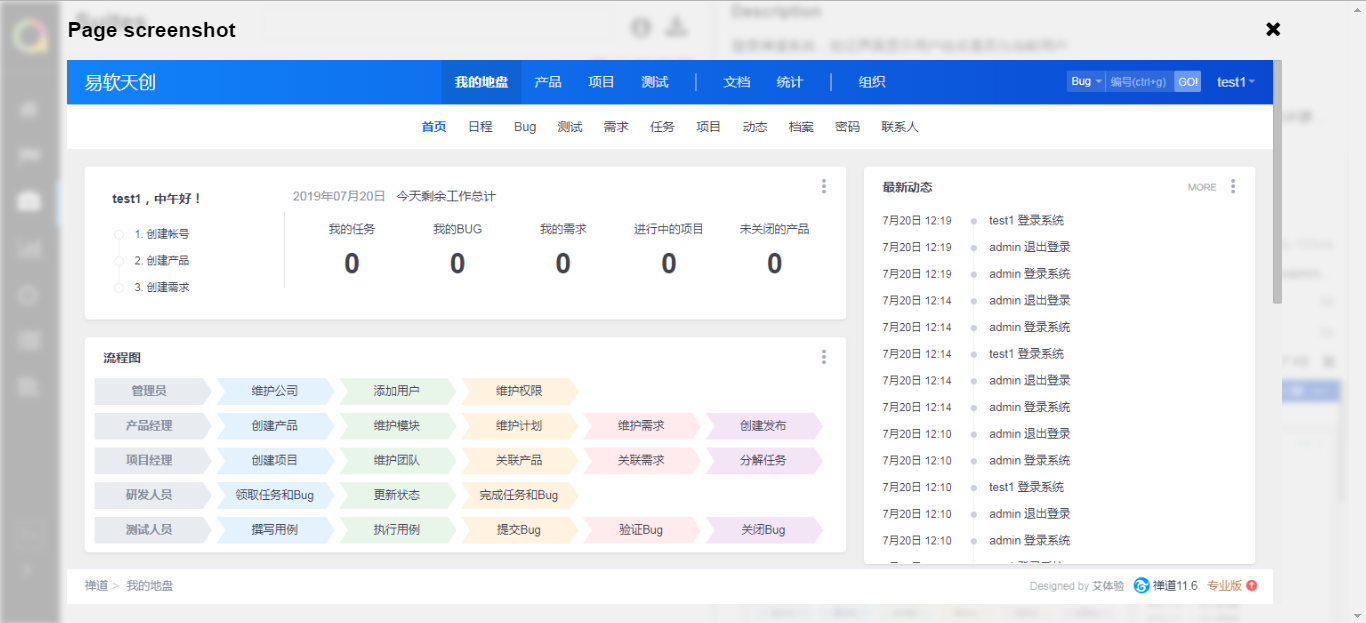 Suites
Description
Page screenshot
易软天创 我的地盘 产品 项目 测试 | 文档 统计 | 组织 Bug 编号(ctrl+g) GO! test1
首页 日程 Bug 测试 需求 任务 项目 动态 档案 密码 联系人
test1，中午好！
1. 创建帐号
2. 创建产品
3. 创建需求
2019年07月20日 今天剩余工作总计
我的任务 我的BUG 我的需求 进行中的项目 未关闭的产品
0 0 0 0 0
流程图
管理员 维护公司 添加用户 维护权限
产品经理 创建产品 维护模块 维护计划 维护需求 创建发布
项目经理 创建项目 维护团队 关联产品 关联需求 分解任务
研发人员 领取任务和Bug 更新状态 完成任务和Bug
测试人员 撰写用例 执行用例 提交Bug 验证Bug 关闭Bug
最新动态 MORE
7月20日 12:19 test1 登录系统
7月20日 12:19 admin 退出登录
7月20日 12:19 admin 登录系统
7月20日 12:14 admin 退出登录
7月20日 12:14 admin 登录系统
7月20日 12:14 test1 登录系统
7月20日 12:14 admin 退出登录
7月20日 12:14 admin 登录系统
7月20日 12:10 admin 退出登录
7月20日 12:10 admin 登录系统
7月20日 12:10 test1 登录系统
7月20日 12:10 admin 退出登录
7月20日 12:10 admin 登录系统
禅道 > 我的地盘
Designed by 艾体验 禅道11.6 专业版